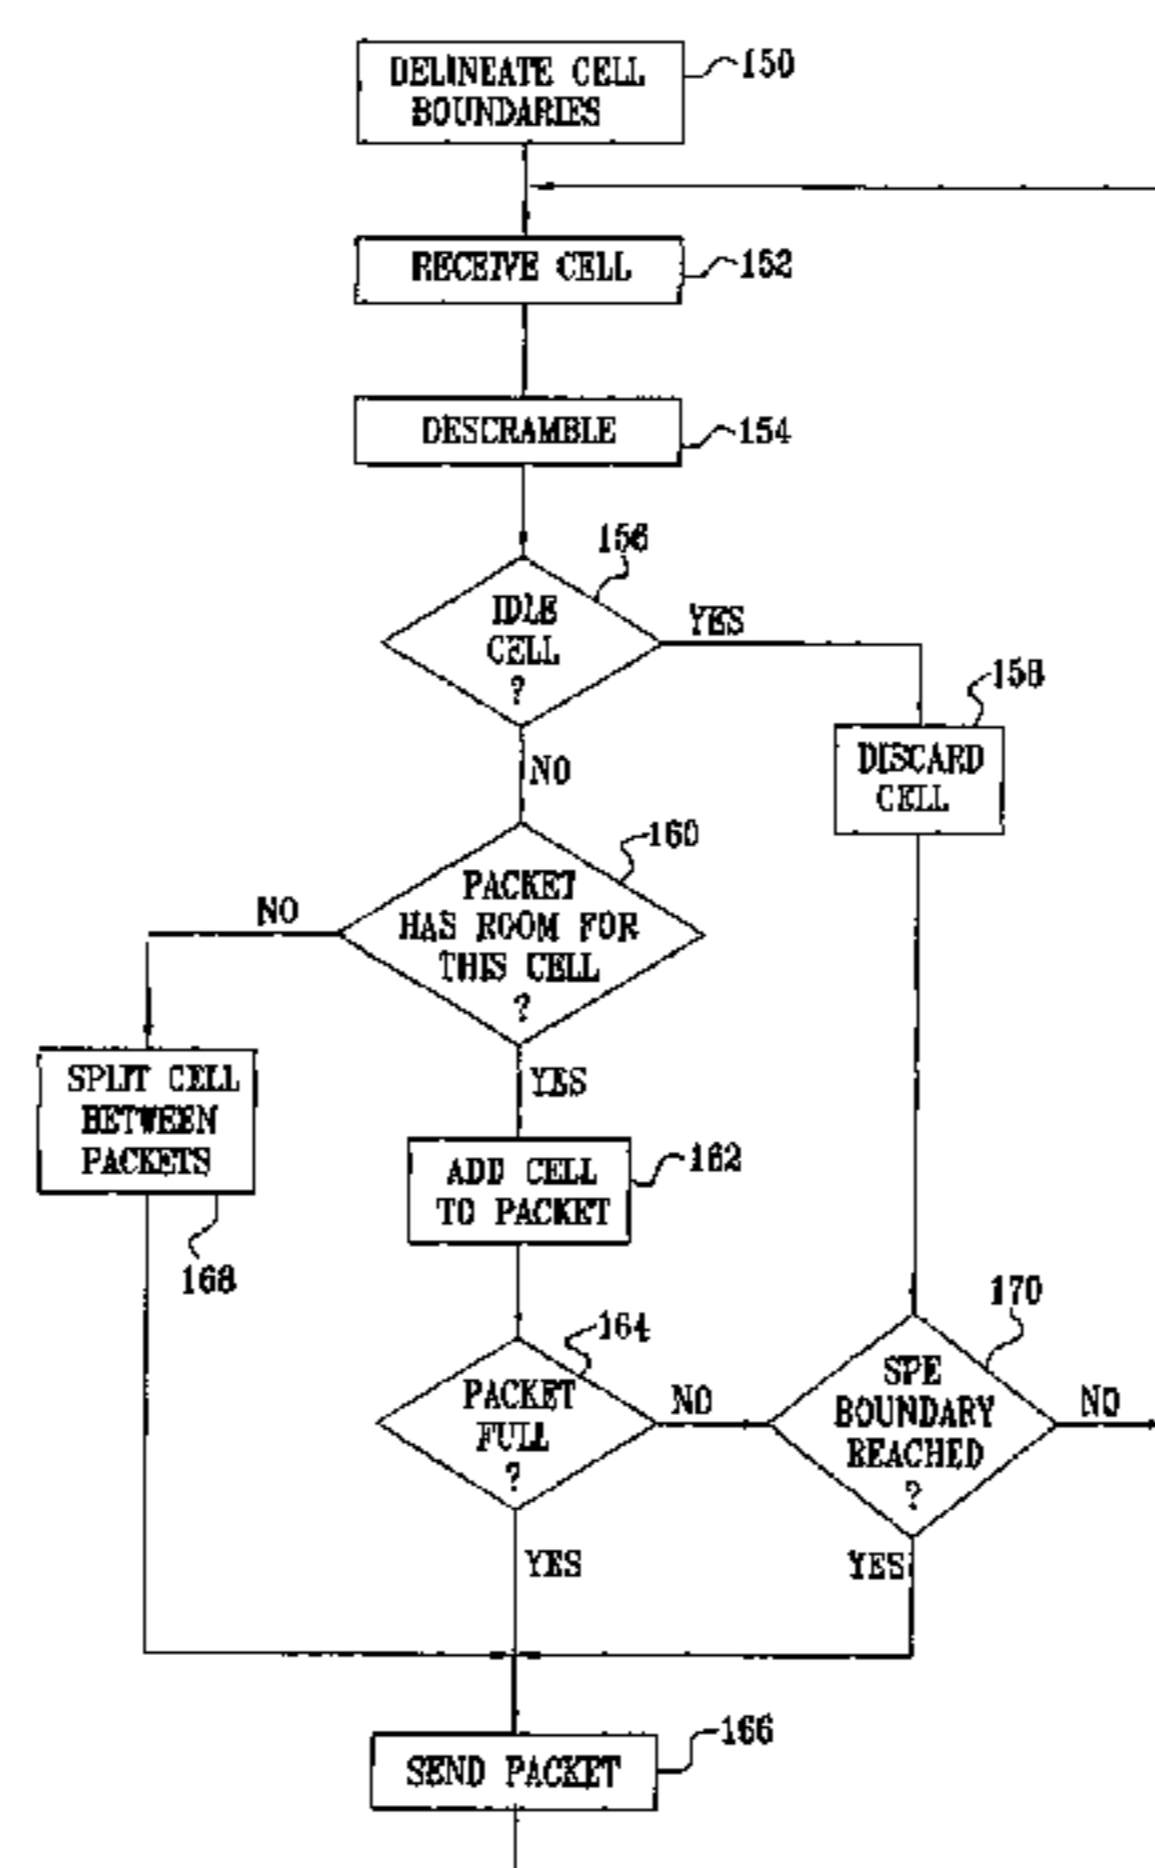 DELINEATE CELL
BOUNDARIES
150
RECEIVE CELL
152
DESCRAMBLE
154
156
IDLE
CELL
?
YES
158
DISCARD
CELL
NO
160
PACKET
HAS ROOM FOR
THIS CELL
?
NO
SPLIT CELL
BETWEEN
PACKETS
168
YES
ADD CELL
TO PACKET
162
164
PACKET
FULL
?
NO
170
SPE
BOUNDARY
REACHED
?
NO
YES
YES
SEND PACKET
166